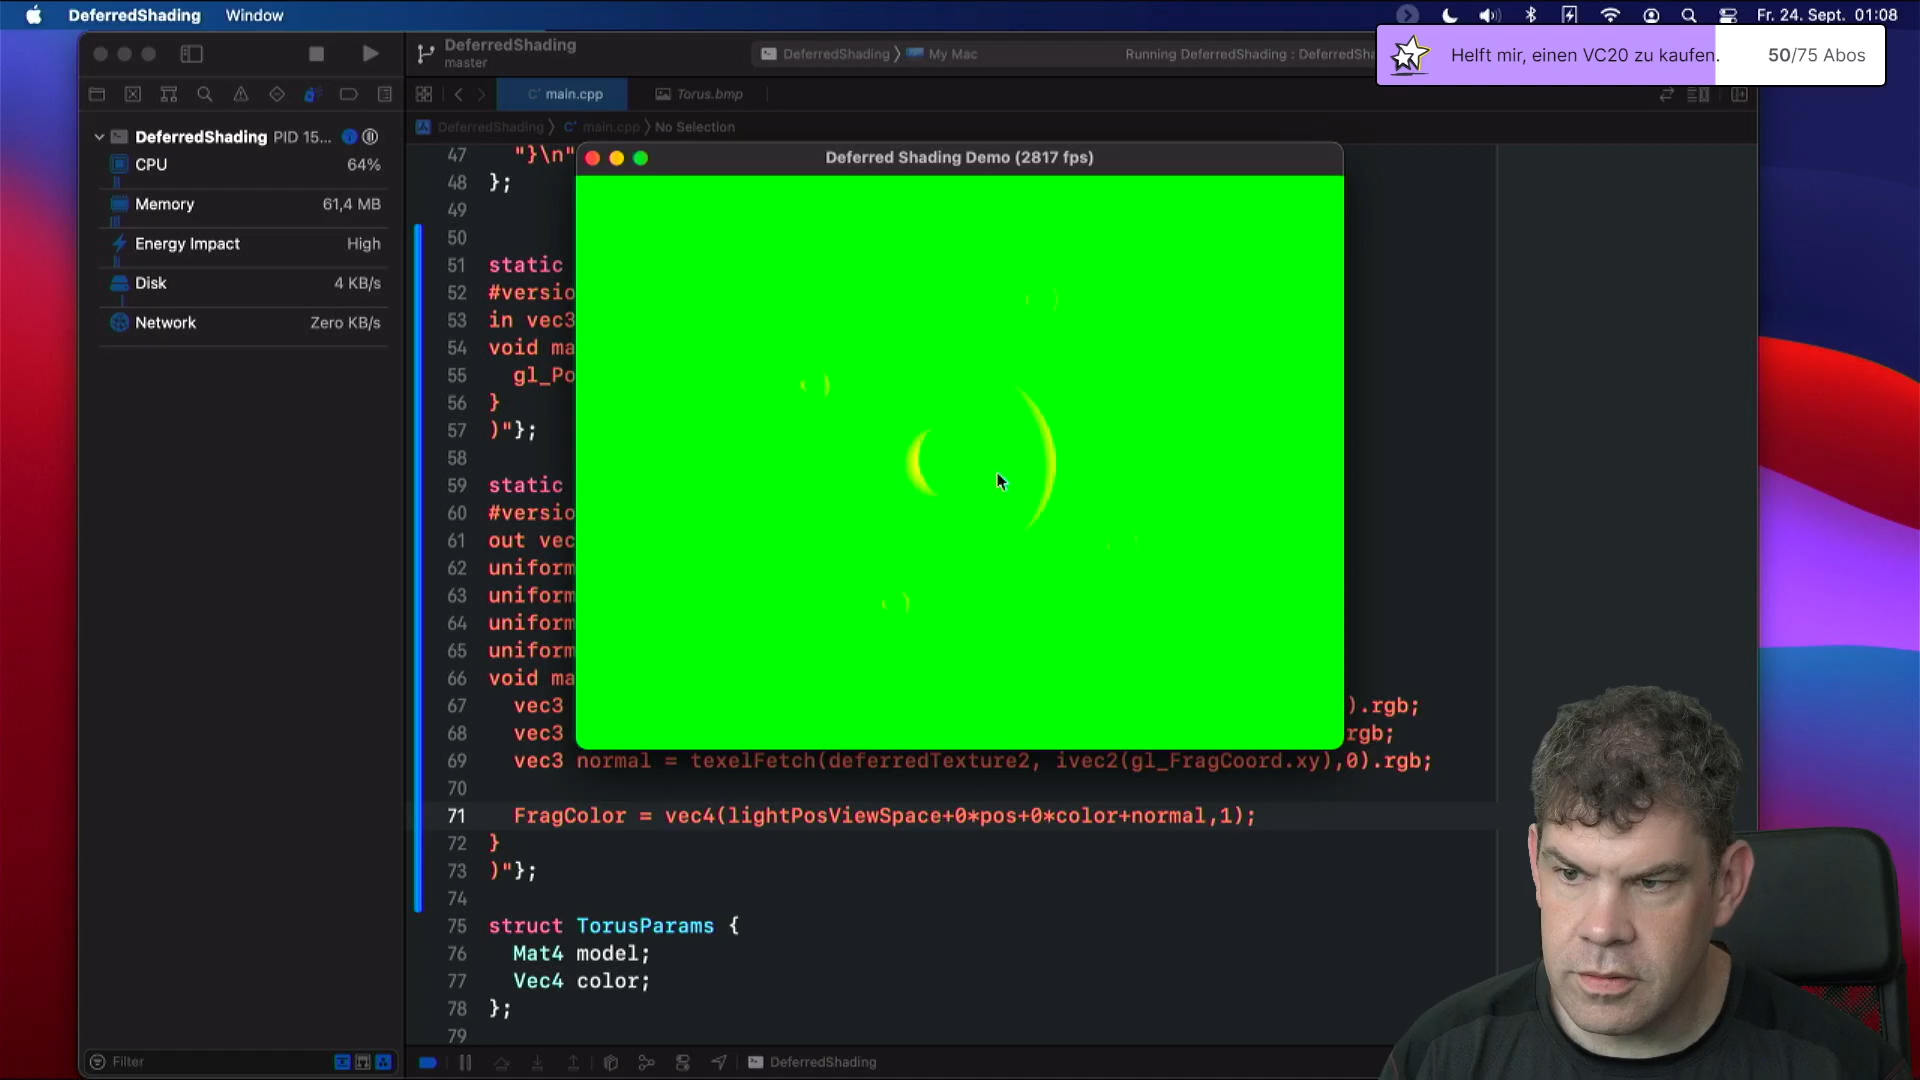 DeferredShading Window
Fr. 24. Sept. 01:08
Helft mir, einen VC20 zu kaufen. 50/75 Abos
DeferredShading
master
DeferredShading My Mac
Running DeferredShading : DeferredSha
main.cpp
Torus.bmp
DeferredShading main.cpp No Selection
DeferredShading PID 15...
CPU 64%
Memory 61,4 MB
Energy Impact High
Disk 4 KB/s
Network Zero KB/s
Filter
Deferred Shading Demo (2817 fps)
47 "}\n"
48 };
49
50
51 static
52 #versio
53 in vec3
54 void ma
55 gl_Po
56 }
57 )"};
58
59 static
60 #versio
61 out vec
62 uniform
63 uniform
64 uniform
65 uniform
66 void ma
67 vec3 ).rgb;
68 vec3 rgb;
69 vec3 normal = texelFetch(deferredTexture2, ivec2(gl_FragCoord.xy),0).rgb;
70
71 FragColor = vec4(lightPosViewSpace+0*pos+0*color+normal,1);
72 }
73 )"};
74
75 struct TorusParams {
76 Mat4 model;
77 Vec4 color;
78 };
79
DeferredShading